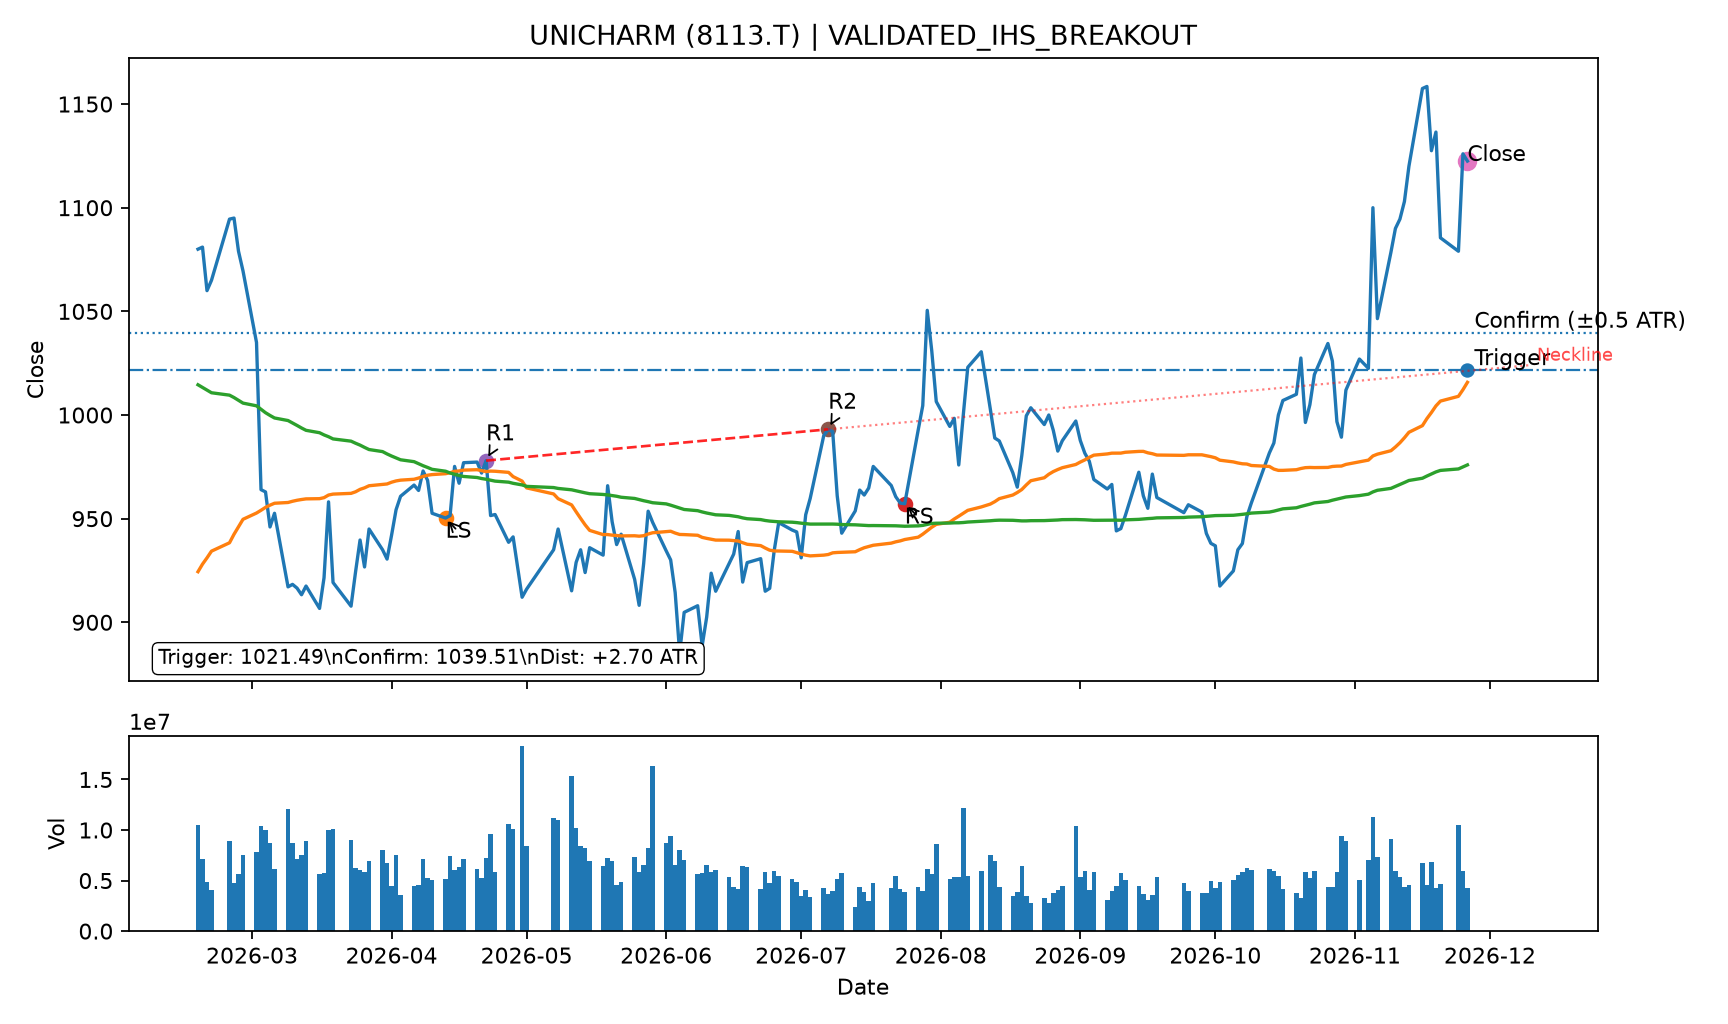 UNICHARM (8113.T) | VALIDATED_IHS_BREAKOUT
Close
1150
1100
1050
1000
950
900
Close
Confirm (±0.5 ATR)
Trigger
Neckline
R1
R2
LS
RS
Trigger: 1021.49\nConfirm: 1039.51\nDist: +2.70 ATR
1e7
Vol
1.5
1.0
0.5
0.0
2026-03 2026-04 2026-05 2026-06 2026-07 2026-08 2026-09 2026-10 2026-11 2026-12
Date